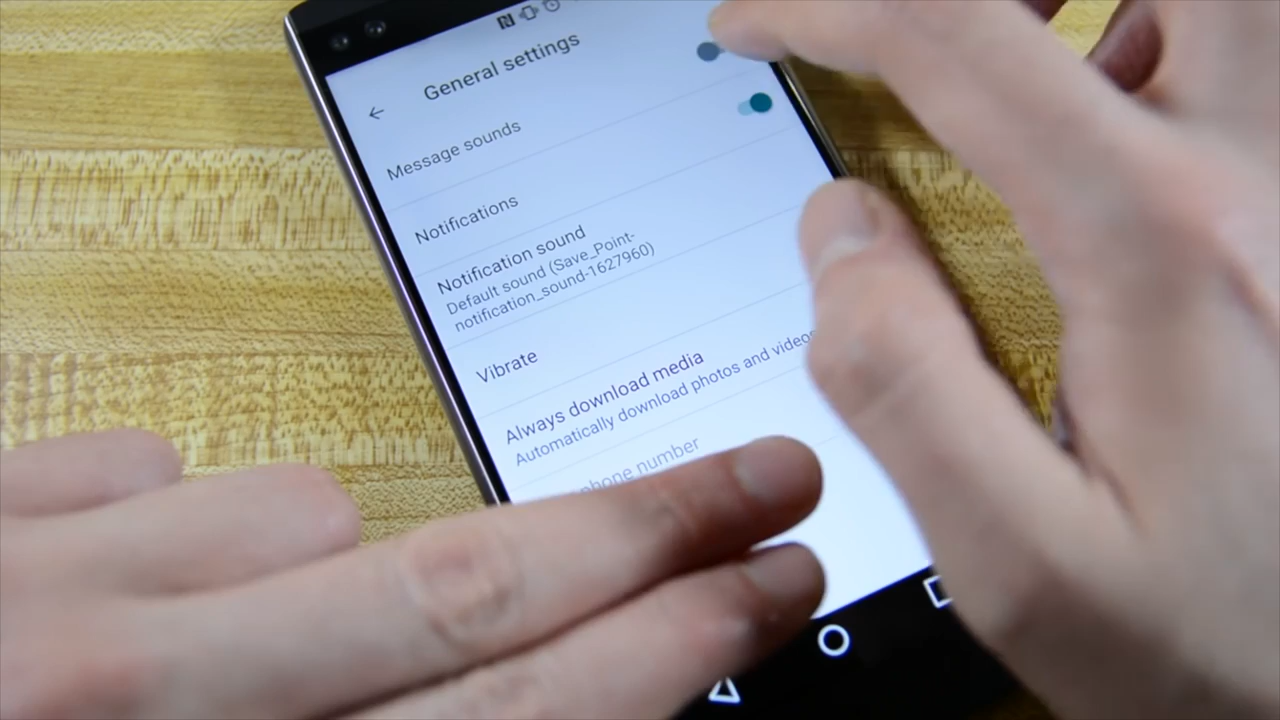 General settings
Message sounds
Notifications
Notification sound
Default sound (Save_Point-
notification_sound-1627960)
Vibrate
Always download media
Automatically download photos and videos
phone number